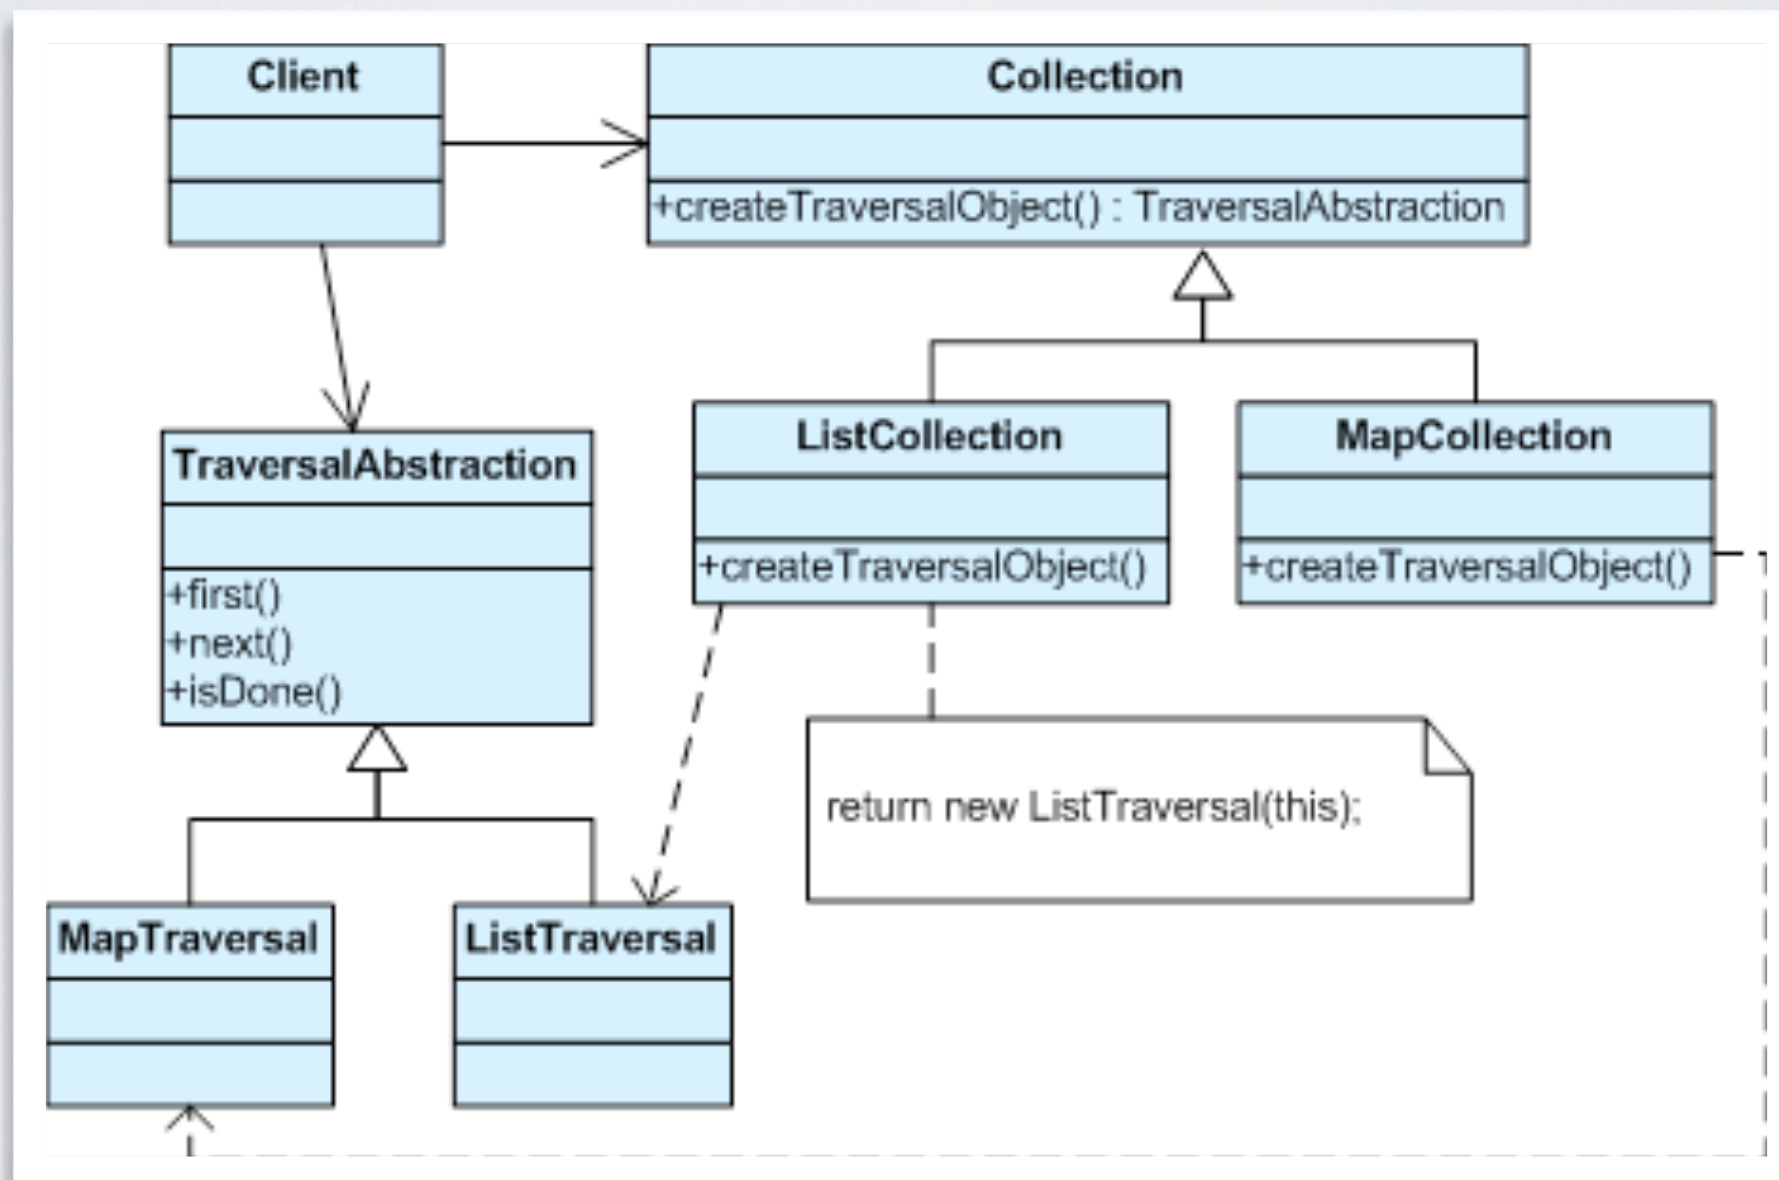 Client
Collection
+createTraversalObject() : TraversalAbstraction
TraversalAbstraction
+first()
+next()
+isDone()
ListCollection
+createTraversalObject()
MapCollection
+createTraversalObject()
return new ListTraversal(this);
MapTraversal
ListTraversal